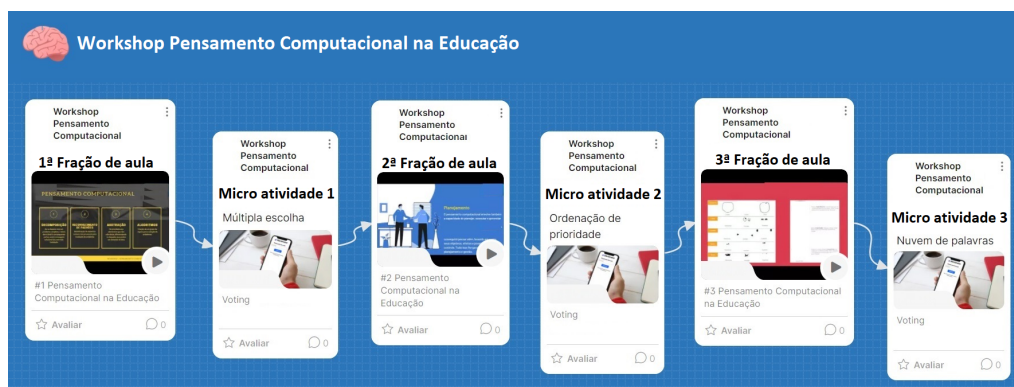 Workshop Pensamento Computacional na Educação
Workshop
Pensamento
Computacional
1ª Fração de aula
PENSAMENTO COMPUTACIONAL
DECOMPOSIÇÃO
ABSTRAÇÃO
ALGORITMOS
#1 Pensamento
Computacional na Educação
Avaliar
0
Workshop
Pensamento
Computacional
Micro atividade 1
Múltipla escolha
Voting
Avaliar
0
Workshop
Pensamento
Computacional
2ª Fração de aula
Pensamento
#2 Pensamento
Computacional na
Educação
Avaliar
0
Workshop
Pensamento
Computacional
Micro atividade 2
Ordenação de
prioridade
Voting
Avaliar
0
Workshop
Pensamento
Computacional
3ª Fração de aula
#3 Pensamento Computacional
na Educação
Avaliar
0
Workshop
Pensamento
Computacional
Micro atividade 3
Nuvem de palavras
Voting
Avaliar
0